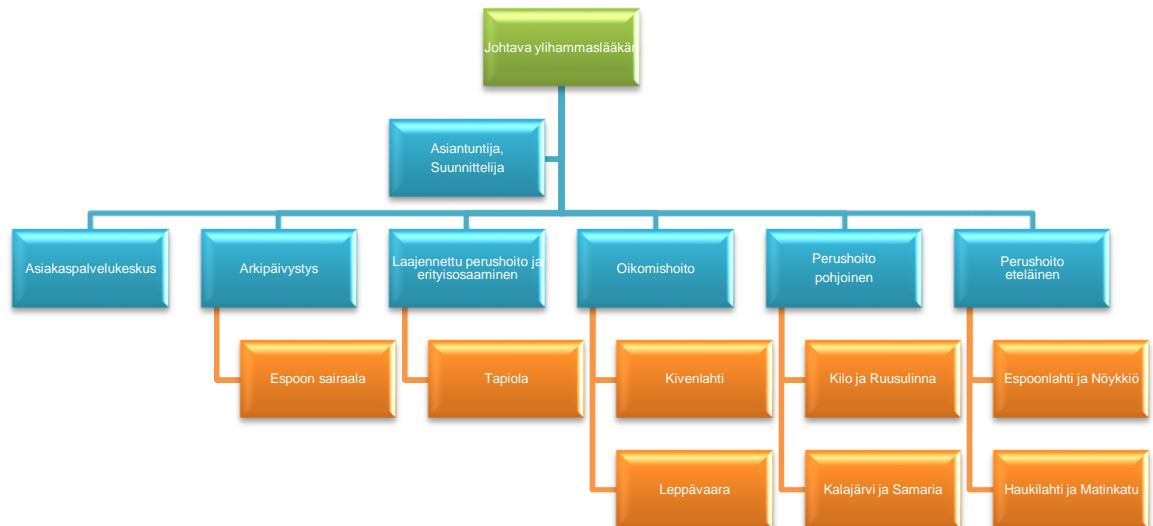 Johtava ylihammaslääkäri
Asiantuntija,
Suunnittelija
Asiakaspalvelukeskus
Arkipäivystys
Laajennettu perushoito ja
erityisosaaminen
Oikomishoito
Perushoito
pohjoinen
Perushoito
eteläinen
Espoon sairaala
Tapiola
Kivenlahti
Kilo ja Ruusulinna
Espoonlahti ja Nöykkiö
Leppävaara
Kalajärvi ja Samaria
Haukilahti ja Matinkatu